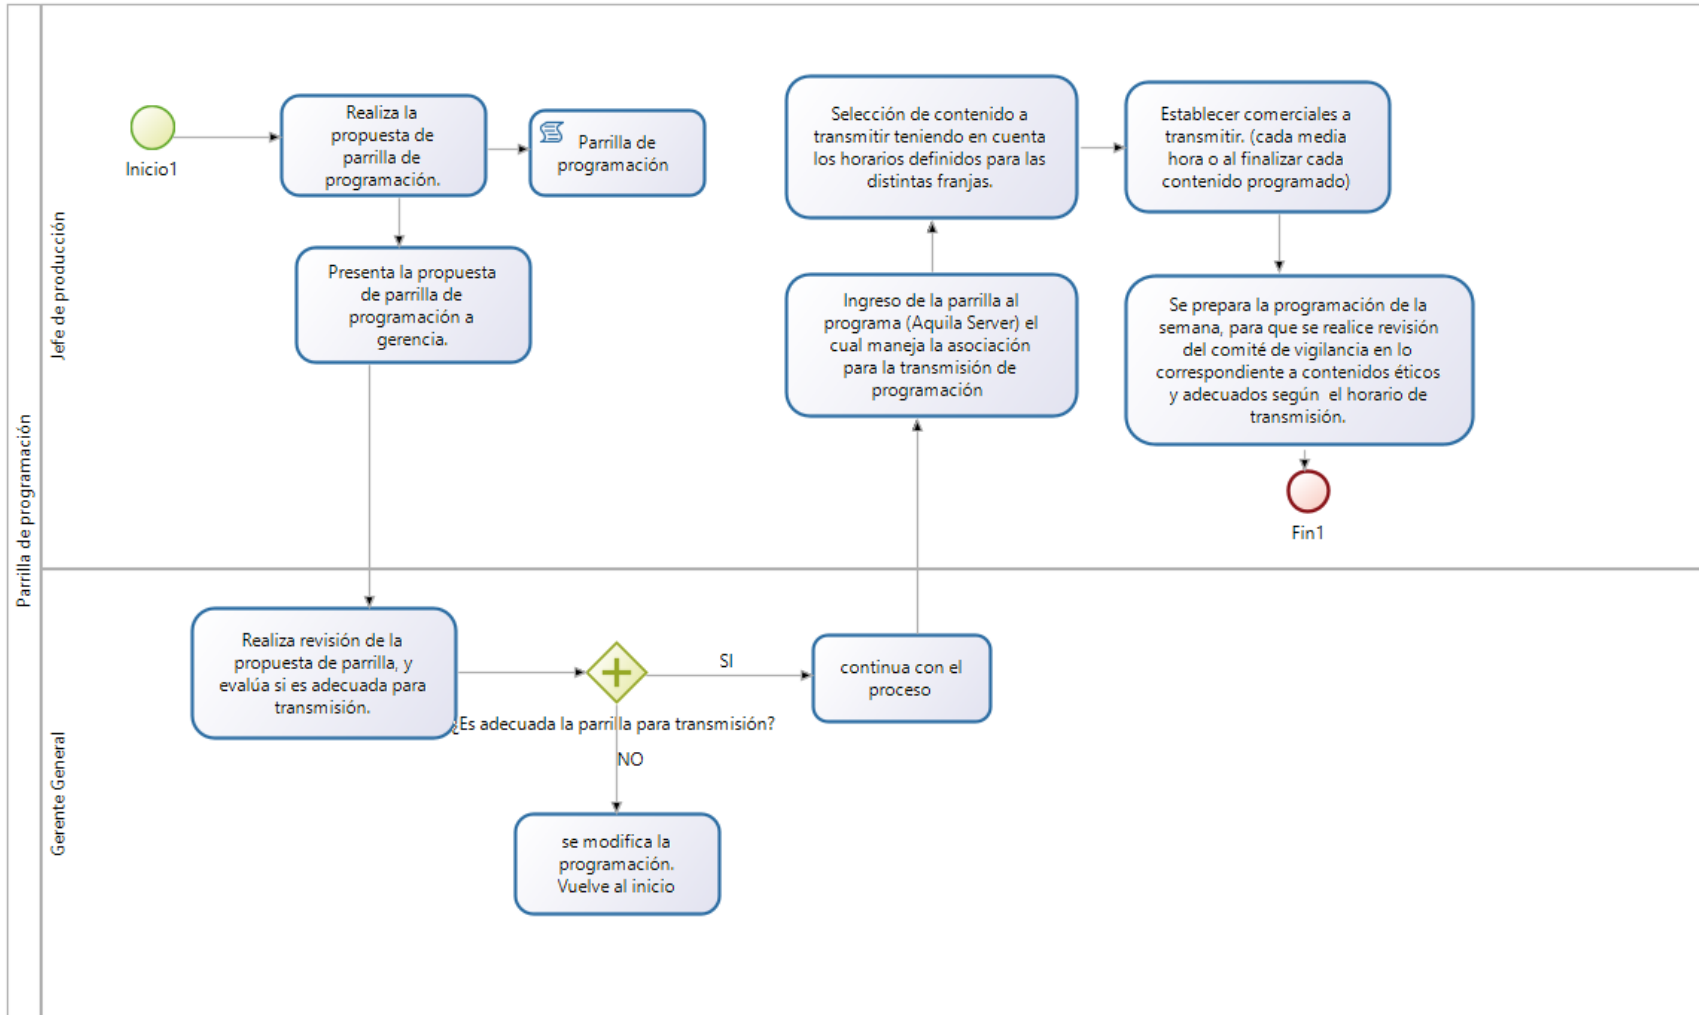 Parrilla de programación
Jefe de producción
Inicio1
Realiza la
propuesta de
parrilla de
programación.
Parrilla de
programación
Presenta la propuesta
de parrilla de
programación a
gerencia.
Selección de contenido a
transmitir teniendo en cuenta
los horarios definidos para las
distintas franjas.
Establecer comerciales a
transmitir. (cada media
hora o al finalizar cada
contenido programado)
Ingreso de la parrilla al
programa (Aquila Server) el
cual maneja la asociación
para la transmisión de
programación
Se prepara la programación de la
semana, para que se realice revisión
del comité de vigilancia en lo
correspondiente a contenidos éticos
y adecuados según  el horario de
transmisión.
Fin1
Gerente General
Realiza revisión de la
propuesta de parrilla, y
evalúa si es adecuada para
transmisión.
¿Es adecuada la parrilla para transmisión?
SI
NO
continua con el
proceso
se modifica la
programación.
Vuelve al inicio